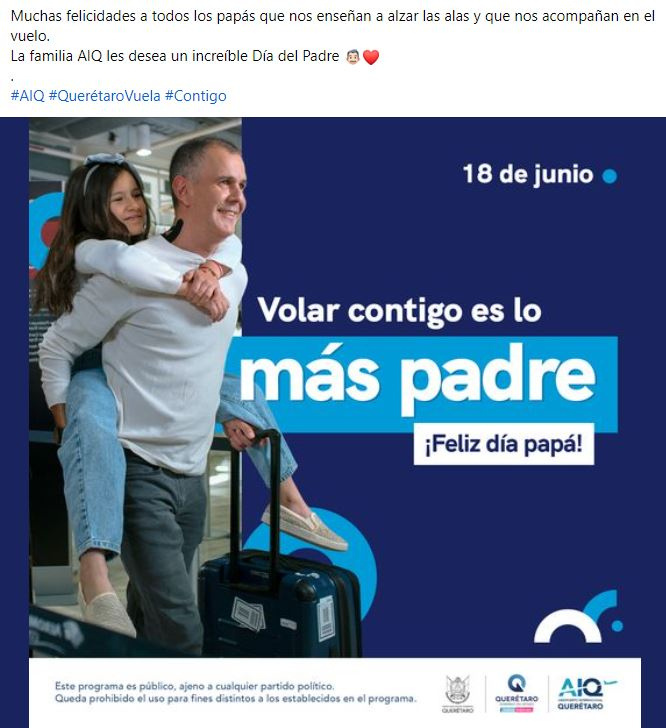 Muchas felicidades a todos los papás que nos enseñan a alzar las alas y que nos acompañan en el
vuelo.
La familia AIQ les desea un increíble Día del Padre 👨🏻❤️
.
#AIQ #QuerétaroVuela #Contigo
18 de junio
Volar contigo es lo
más padre
¡Feliz día papá!
Este programa es público, ajeno a cualquier partido político.
Queda prohibido el uso para fines distintos a los establecidos en el programa.
QUERÉTARO
QUERÉTARO
AIQ
QUERÉTARO